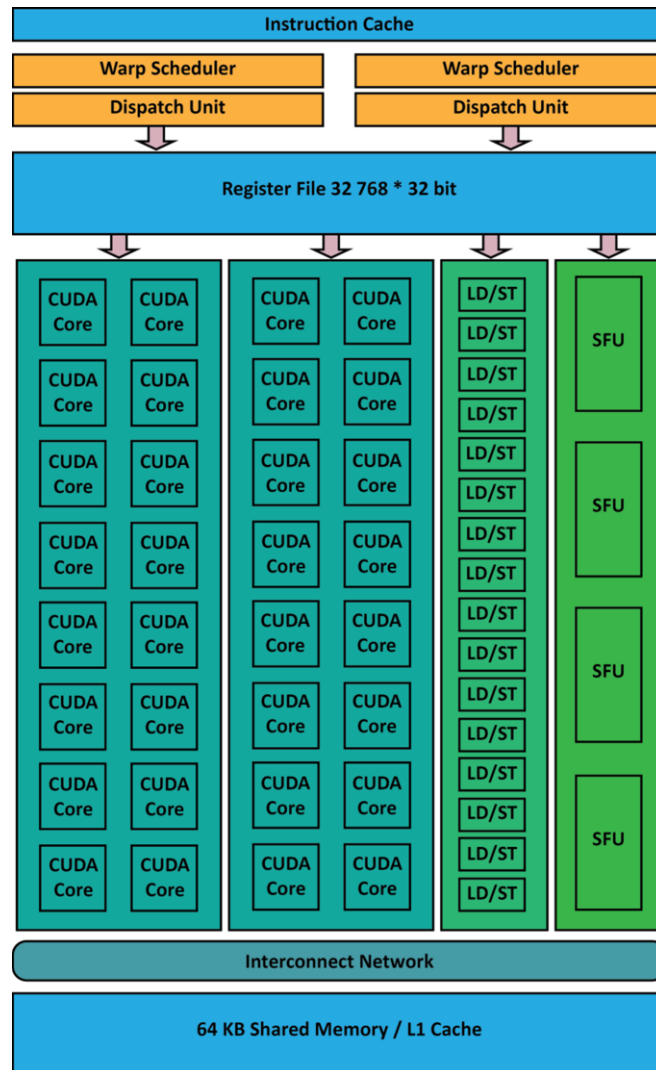 Instruction Cache
Warp Scheduler Warp Scheduler
Dispatch Unit Dispatch Unit
Register File 32 768 * 32 bit
CUDA Core CUDA Core CUDA Core CUDA Core LD/ST SFU
LD/ST
CUDA Core CUDA Core CUDA Core CUDA Core LD/ST
LD/ST
CUDA Core CUDA Core CUDA Core CUDA Core LD/ST SFU
LD/ST
CUDA Core CUDA Core CUDA Core CUDA Core LD/ST
LD/ST
CUDA Core CUDA Core CUDA Core CUDA Core LD/ST SFU
LD/ST
CUDA Core CUDA Core CUDA Core CUDA Core LD/ST
LD/ST
CUDA Core CUDA Core CUDA Core CUDA Core LD/ST SFU
LD/ST
CUDA Core CUDA Core CUDA Core CUDA Core LD/ST
LD/ST
Interconnect Network
64 KB Shared Memory / L1 Cache